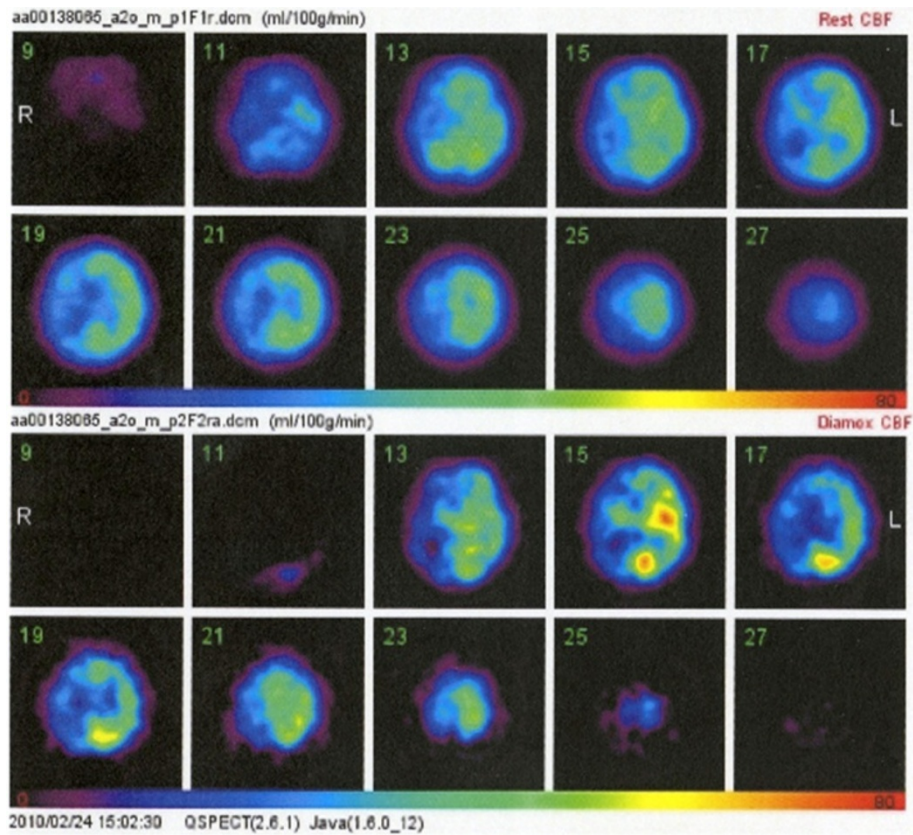 aa00138065_a2o_m_p1F1r.dcm (ml/100g/min) Rest CBF
9 11 13 15 17
R L
19 21 23 25 27
0 80
aa00138065_a2o_m_p2F2ra.dcm (ml/100g/min) Diamox CBF
9 11 13 15 17
R L
19 21 23 25 27
0 80
2010/02/24 15:02:30 QSPECT(2.6.1) Java(1.6.0_12)